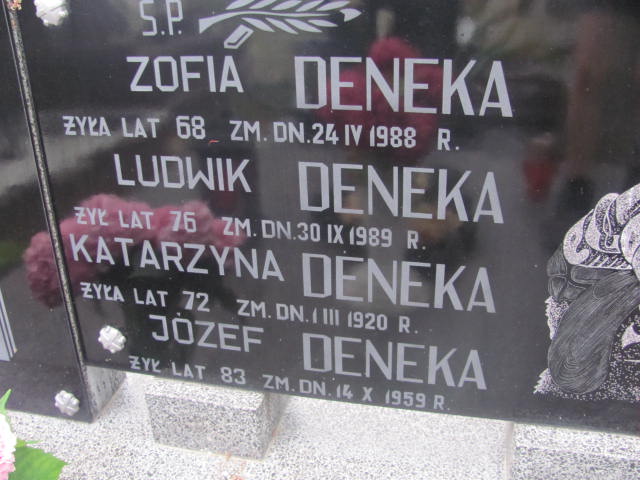 Ś.P.
ZOFIA DENEKA
ŻYŁA LAT 68 ZM. DN. 24 IV 1988 R.
LUDWIK DENEKA
ŻYŁ LAT 76 ZM. DN. 30 IX 1989 R.
KATARZYNA DENEKA
ŻYŁA LAT 72 ZM. DN. 1 III 1920 R.
JÓZEF DENEKA
ŻYŁ LAT 83 ZM. DN. 14 X 1959 R.